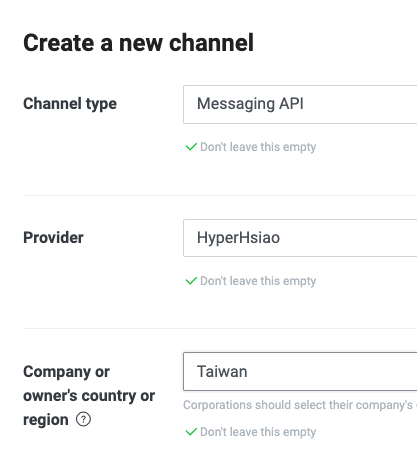 Create a new channel
Channel type
Messaging API
Don't leave this empty
Provider
HyperHsiao
Don't leave this empty
Company or
owner's country or
region ?
Taiwan
Corporations should select their company's
Don't leave this empty